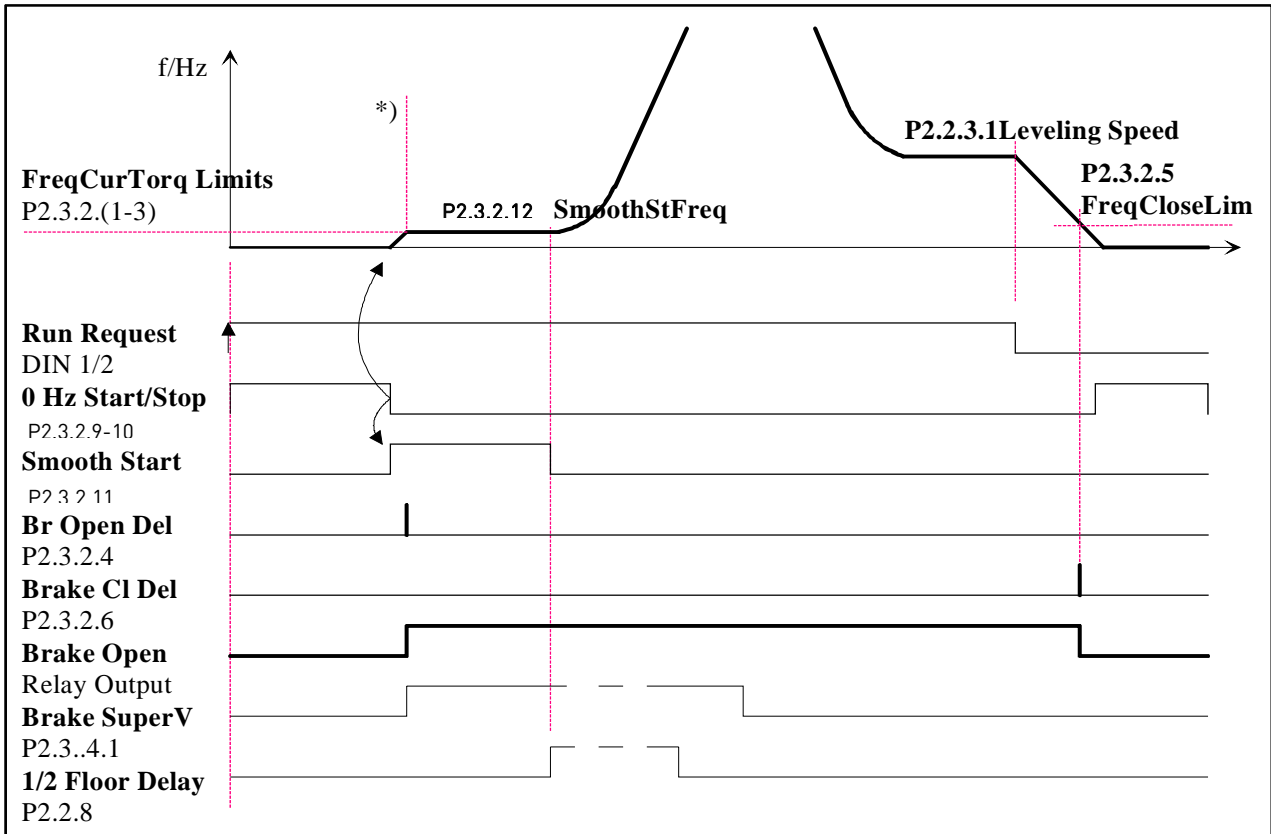 f/Hz
*)
FreqCurTorq Limits
P2.3.2.(1-3)
P2.3.2.12 SmoothStFreq
P2.2.3.1Leveling Speed
P2.3.2.5
FreqCloseLim
Run Request
DIN 1/2
0 Hz Start/Stop
P2.3.2.9-10
Smooth Start
P2.3.2.11
Br Open Del
P2.3.2.4
Brake Cl Del
P2.3.2.6
Brake Open
Relay Output
Brake SuperV
P2.3..4.1
1/2 Floor Delay
P2.2.8